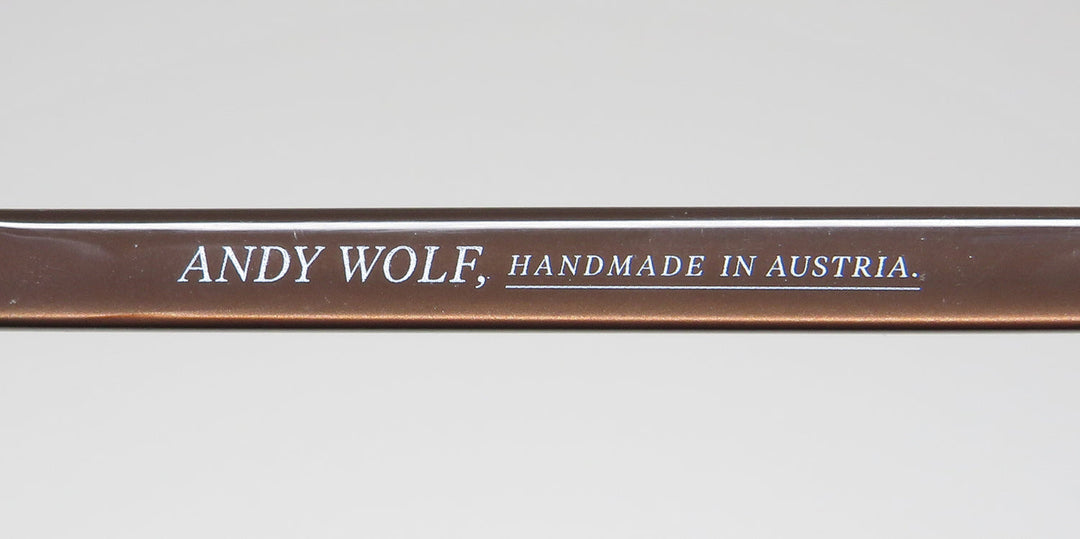 ANDY WOLF, HANDMADE IN AUSTRIA.